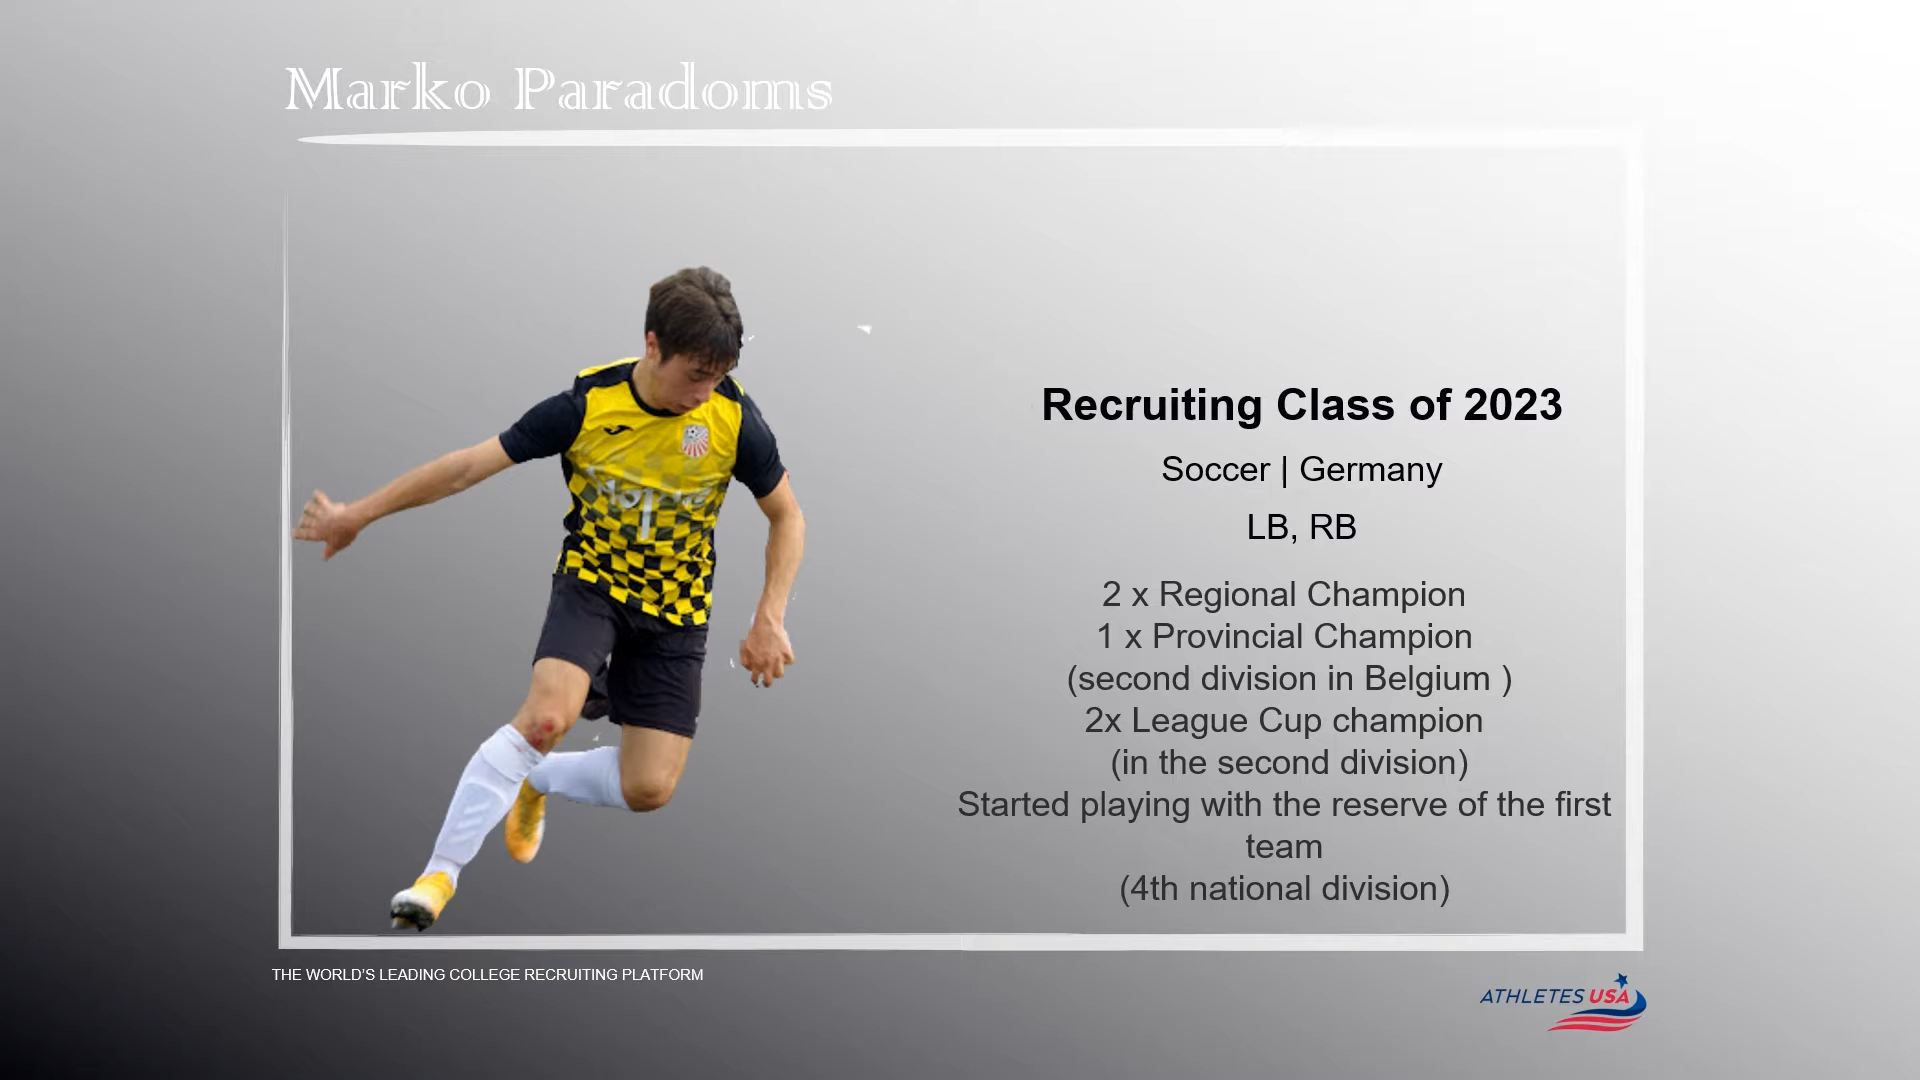 Marko Paradoms
Recruiting Class of 2023
Soccer | Germany
LB, RB
2 x Regional Champion
1 x Provincial Champion
(second division in Belgium )
2x League Cup champion
(in the second division)
Started playing with the reserve of the first
team
(4th national division)
THE WORLD'S LEADING COLLEGE RECRUITING PLATFORM
ATHLETES USA